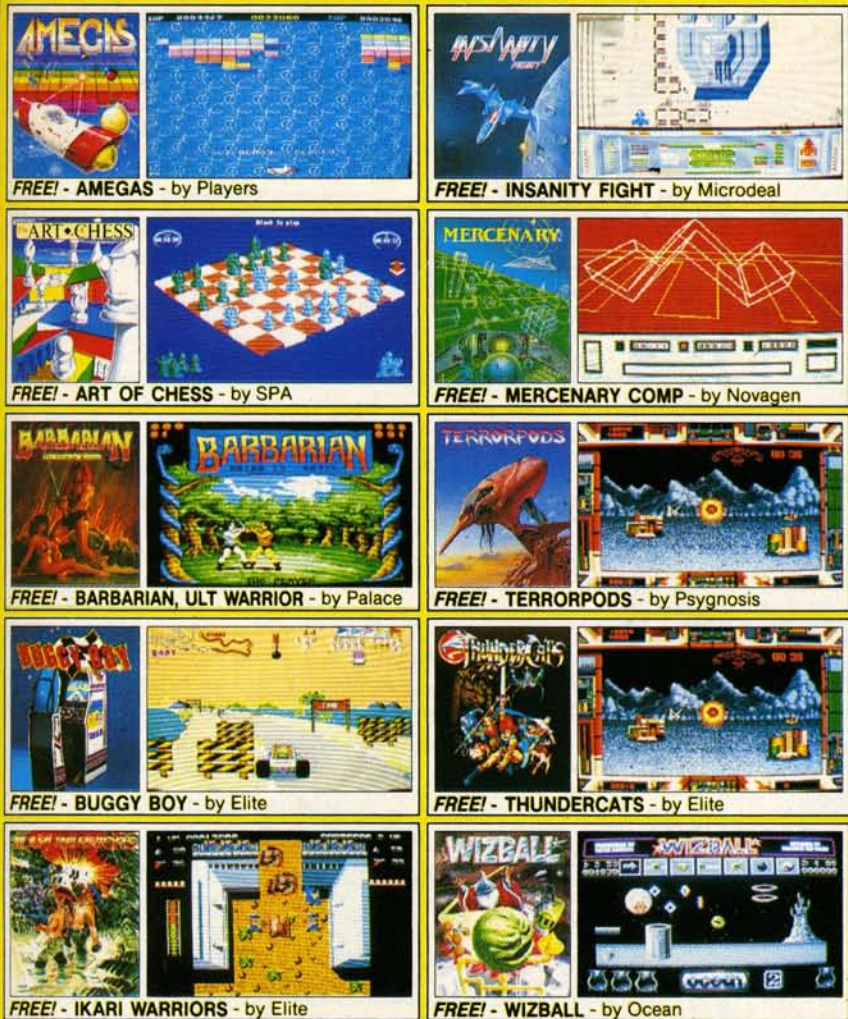 AMEGAS
FREE! - AMEGAS - by Players
INSANITY
FIGHT
FREE! - INSANITY FIGHT - by Microdeal
ART OF CHESS
FREE! - ART OF CHESS - by SPA
MERCENARY
FREE! - MERCENARY COMP - by Novagen
BARBARIAN
BARBARIAN
FREE! - BARBARIAN, ULT WARRIOR - by Palace
TERRORPODS
FREE! - TERRORPODS - by Psygnosis
BUGGY BOY
FREE! - BUGGY BOY - by Elite
THUNDERCATS
FREE! - THUNDERCATS - by Elite
FREE! - IKARI WARRIORS - by Elite
WIZBALL
WIZBALL
FREE! - WIZBALL - by Ocean